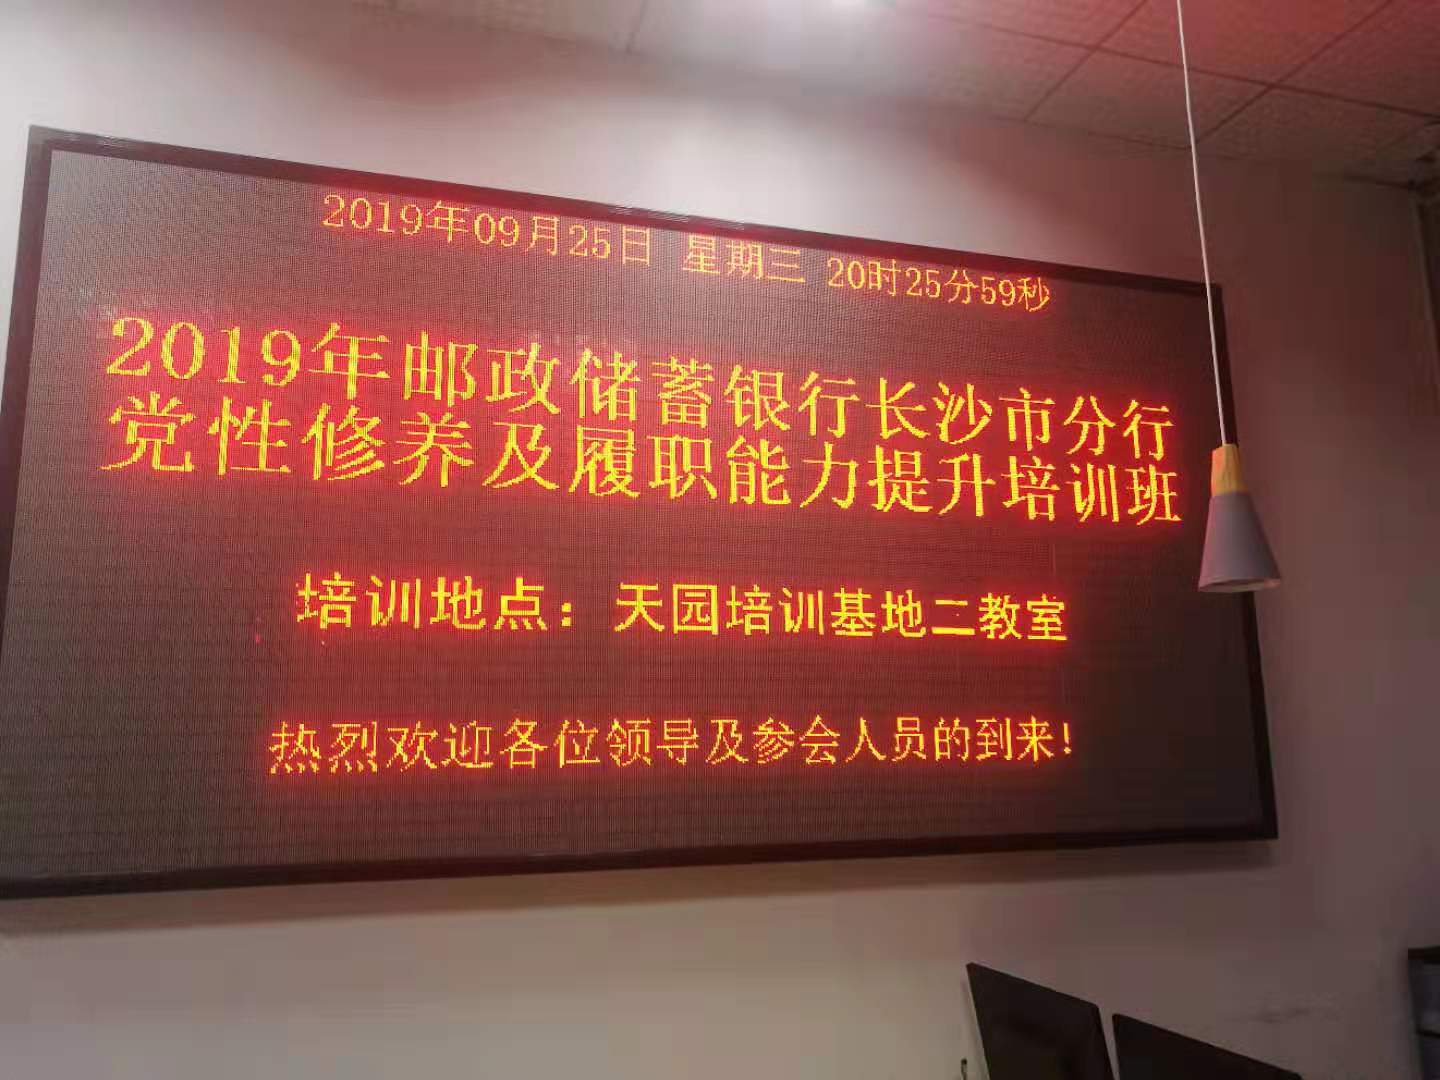 2019年09月25日 星期三 20时25分59秒
2019年邮政储蓄银行长沙市分行
党性修养及履职能力提升培训班
培训地点：天园培训基地二教室
热烈欢迎各位领导及参会人员的到来!